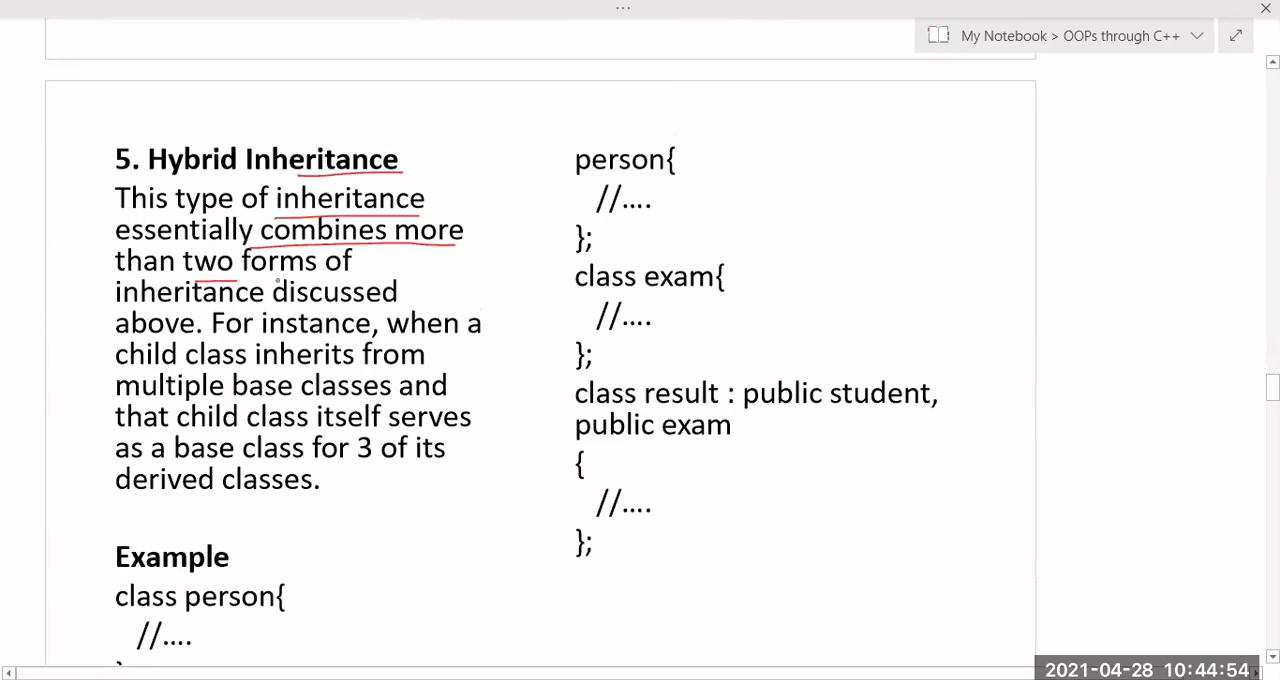 ...
My Notebook > OOPs through C++
5. Hybrid Inheritance
This type of inheritance
essentially combines more
than two forms of
inheritance discussed
above. For instance, when a
child class inherits from
multiple base classes and
that child class itself serves
as a base class for 3 of its
derived classes.
Example
class person{
//....
person{
//....
};
class exam{
//....
};
class result : public student,
public exam
{
//....
};
2021-04-28 10:44:54